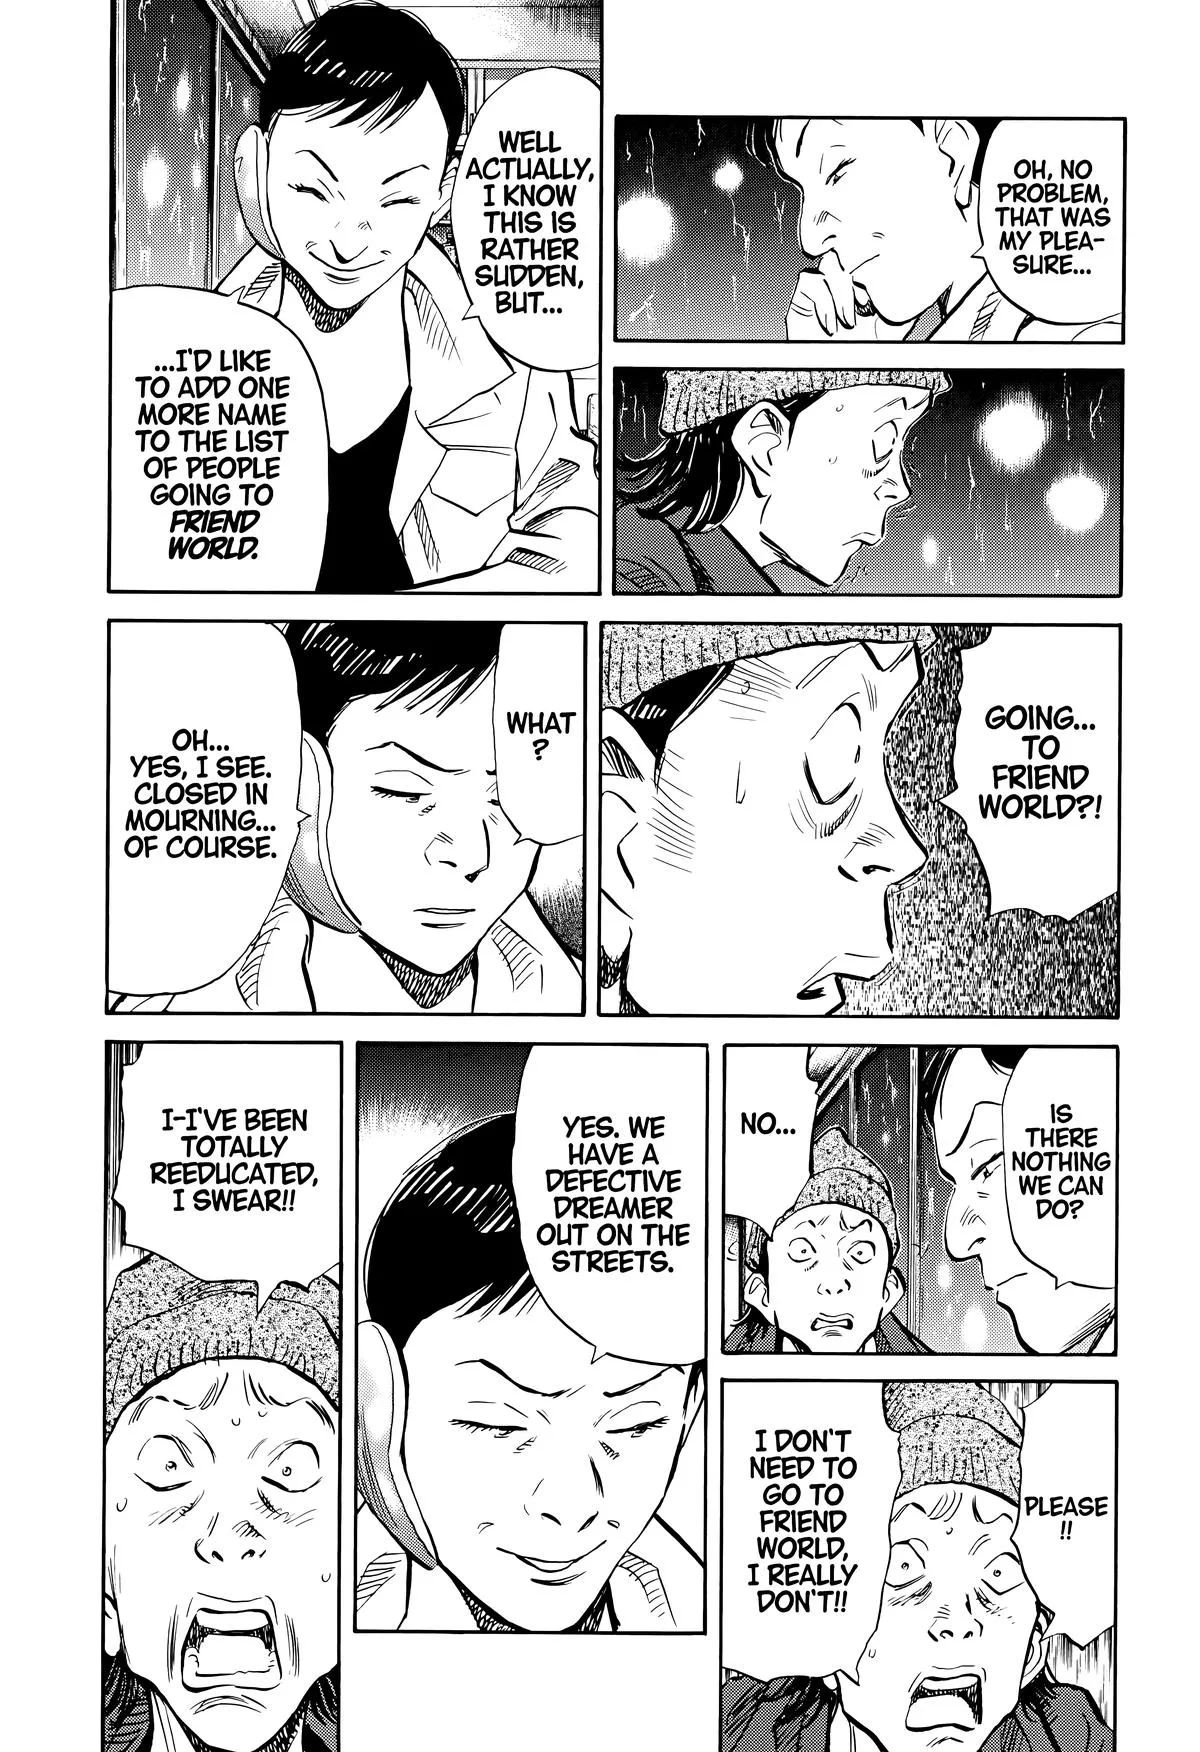 OH, NO
PROBLEM,
THAT WAS
MY PLEA-
SURE...
WELL
ACTUALLY,
I KNOW
THIS IS
RATHER
SUDDEN,
BUT...
...I'D LIKE
TO ADD ONE
MORE NAME
TO THE LIST
OF PEOPLE
GOING TO
FRIEND
WORLD.
GOING...
TO
FRIEND
WORLD?!
WHAT
?
OH...
YES, I SEE.
CLOSED IN
MOURNING...
OF COURSE.
IS
THERE
NOTHING
WE CAN
DO?
NO...
PLEASE
!!
I DON'T
NEED TO
GO TO
FRIEND
WORLD,
I REALLY
DON'T!!
YES. WE
HAVE A
DEFECTIVE
DREAMER
OUT ON THE
STREETS.
I-I'VE BEEN
TOTALLY
REEDUCATED,
I SWEAR!!